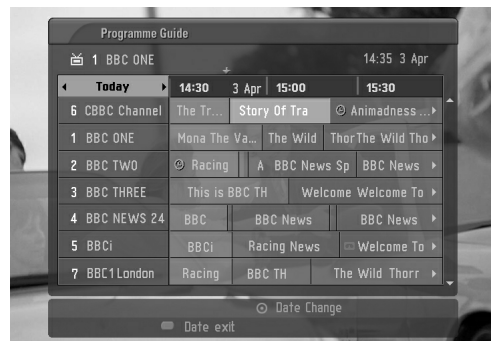 Programme Guide
1 BBC ONE 14:35 3 Apr
Today 14:30 3 Apr 15:00 15:30
6 CBBC Channel The Tr... Story Of Tra Animadness ...
1 BBC ONE Mona The Va... The Wild ThorThe Wild Tho
2 BBC TWO Racing A BBC News Sp BBC News
3 BBC THREE This is BBC TH Welcome Welcome To
4 BBC NEWS 24 BBC BBC News BBC News
5 BBCi BBCi Racing News Welcome To
7 BBC1 London Racing BBC TH The Wild Thorr
Date Change
Date exit